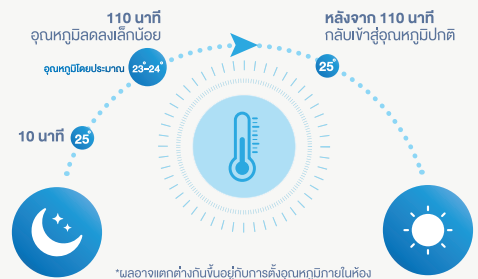 110 นาที
อุณหภูมิลดลงเล็กน้อย
หลังจาก 110 นาที
กลับเข้าสู่อุณหภูมิปกติ
อุณหภูมิโดยประมาณ 23°-24°
25°
10 นาที 25°
*ผลอาจแตกต่างกันขึ้นอยู่กับการตั้งอุณหภูมิภายในห้อง